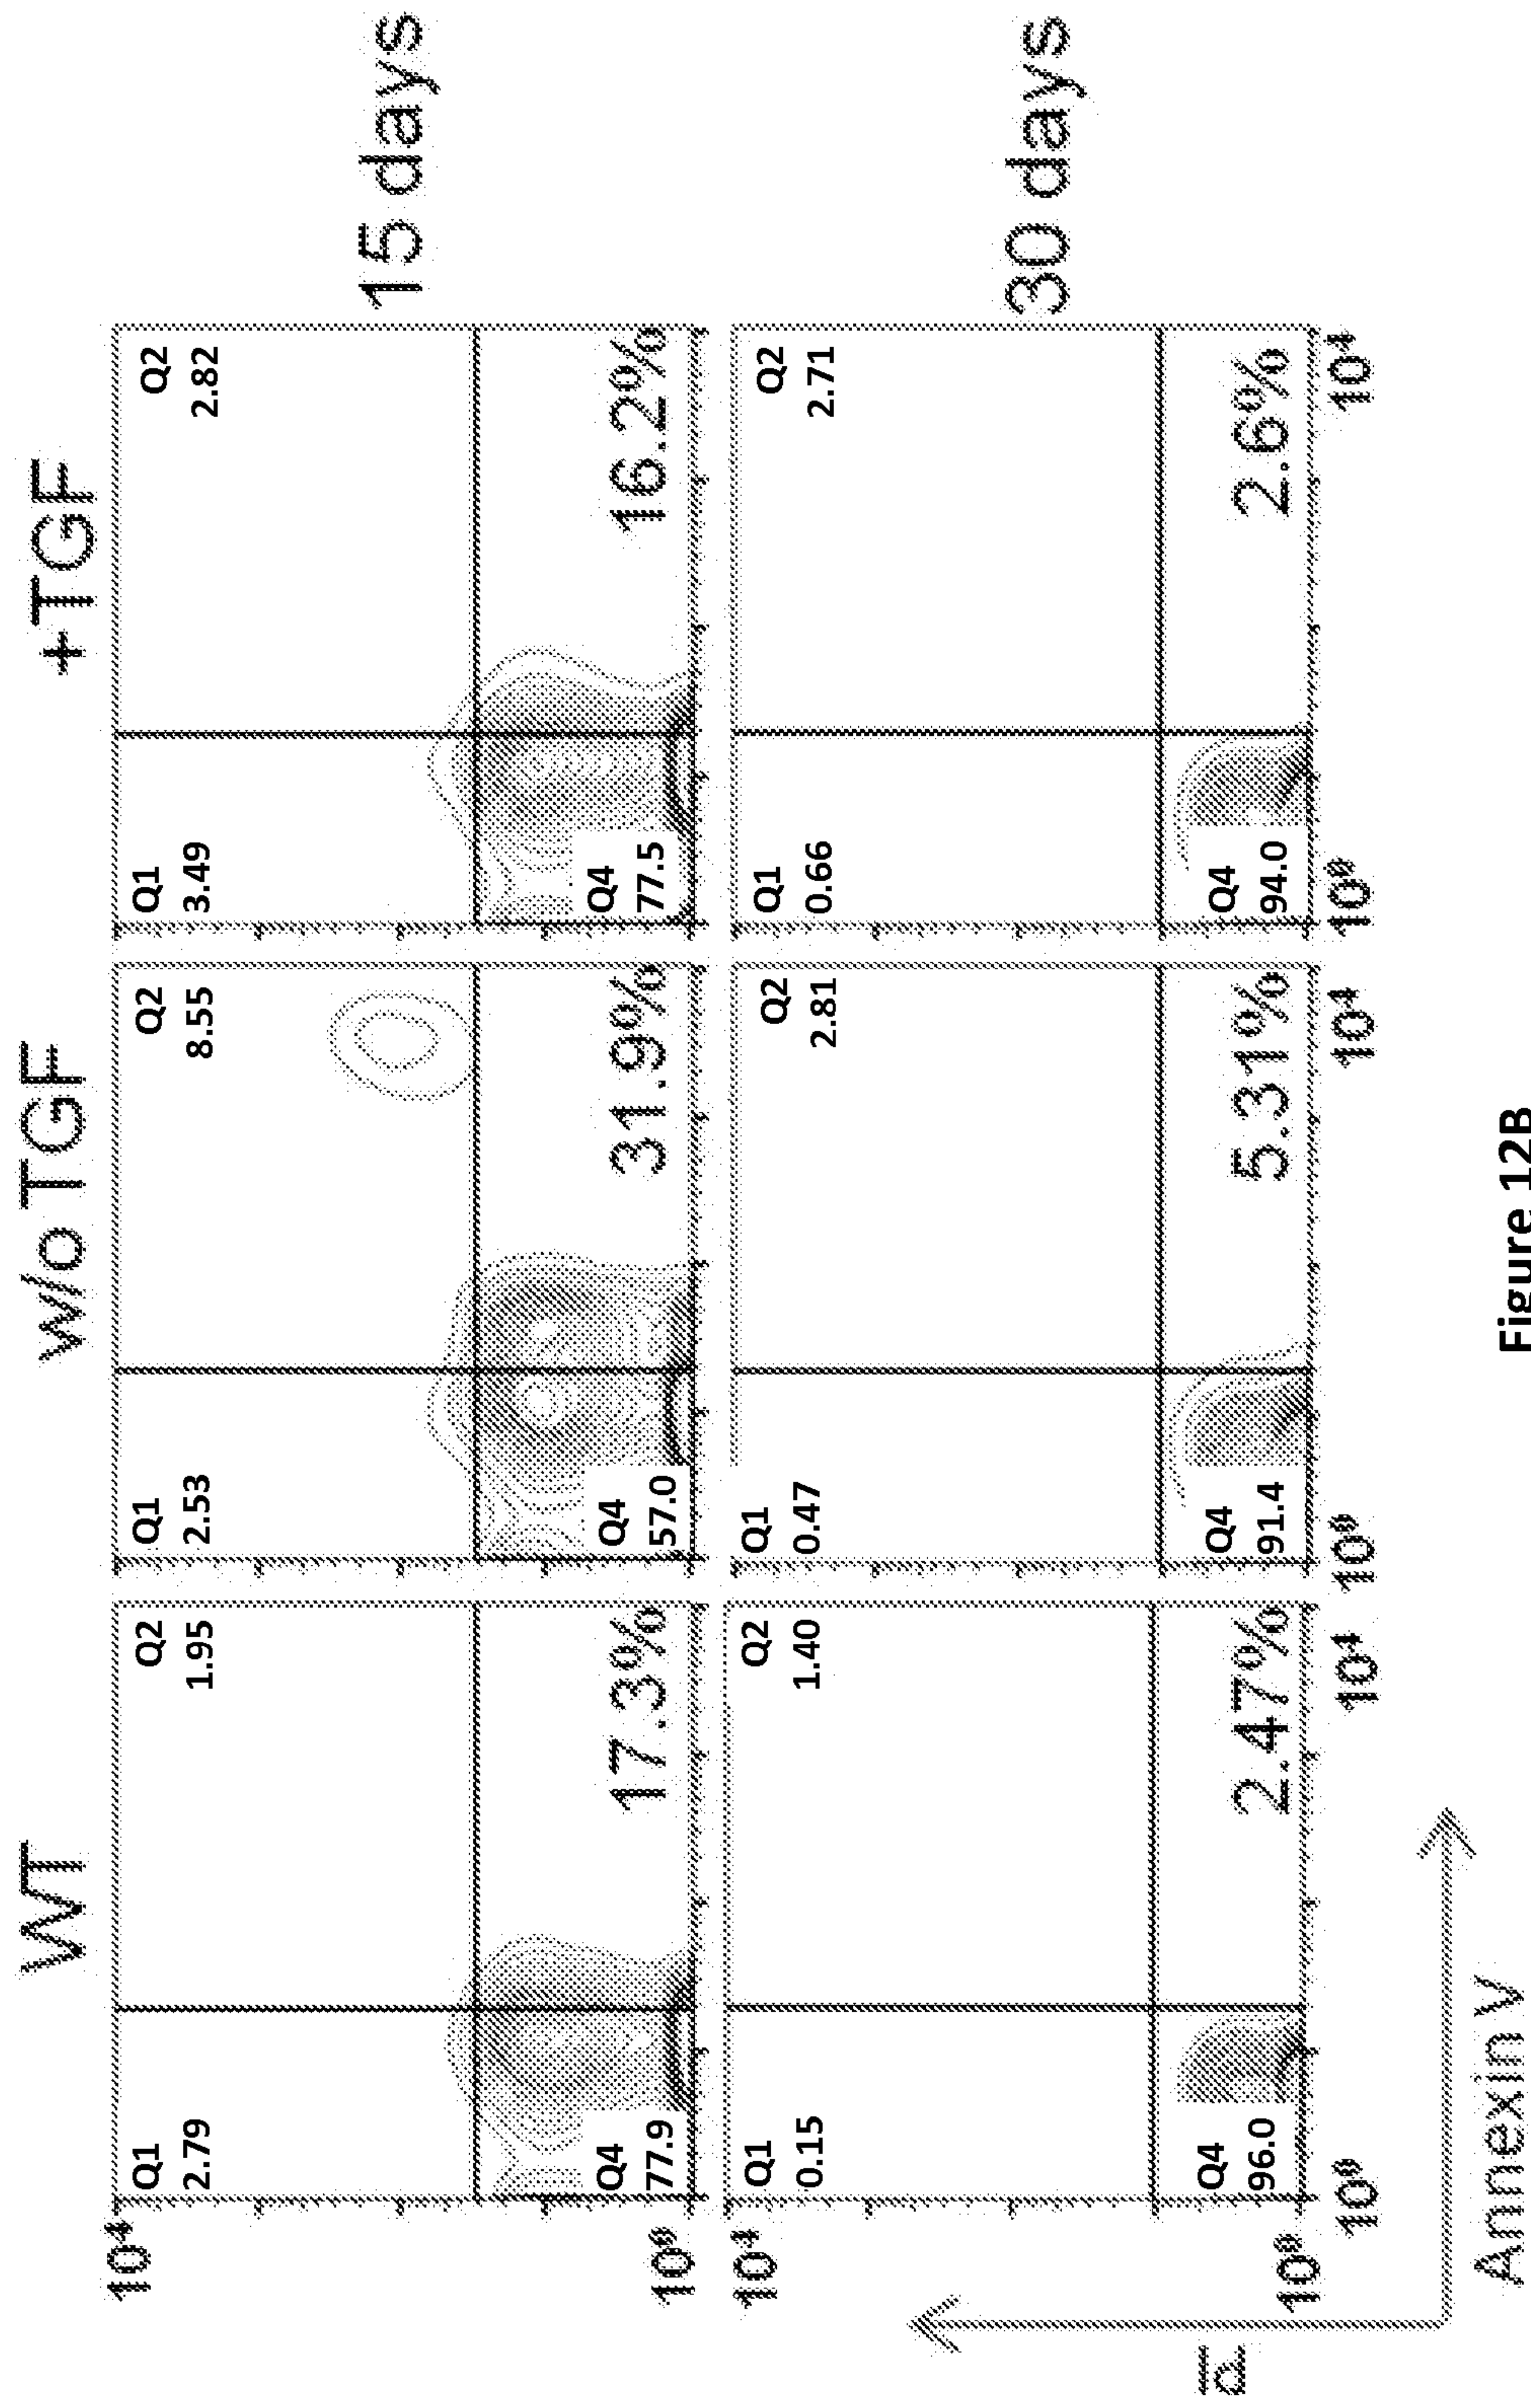 WT
w/o TGF
+TGF
10⁴
Q1
2.79
Q2
1.95
Q1
2.53
Q2
8.55
Q1
3.49
Q2
2.82
15 days
Q4
77.9
17.3%
Q4
57.0
31.9%
Q4
77.5
16.2%
10⁰
10⁴
Q1
0.15
Q2
1.40
Q1
0.47
Q2
2.81
Q1
0.66
Q2
2.71
30 days
Q4
96.0
2.47%
Q4
91.4
5.31%
Q4
94.0
2.6%
10⁰
10⁰
10⁴
10⁰
10⁴
10⁰
10⁴
PI
Annexin V
Figure 12B